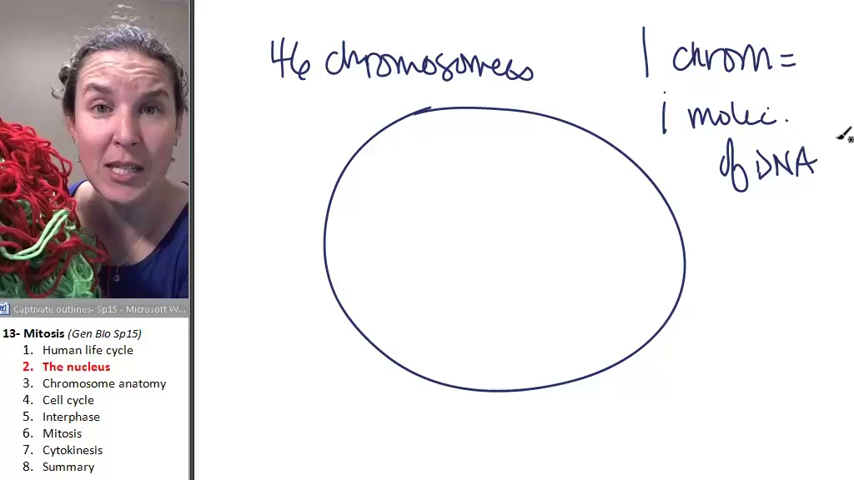 46 chromosomes
1 chrom =
1 molec.
of DNA
Captivate outlines- Sp15 - Microsoft W...
13- Mitosis (Gen Bio Sp15)
1. Human life cycle
2. The nucleus
3. Chromosome anatomy
4. Cell cycle
5. Interphase
6. Mitosis
7. Cytokinesis
8. Summary